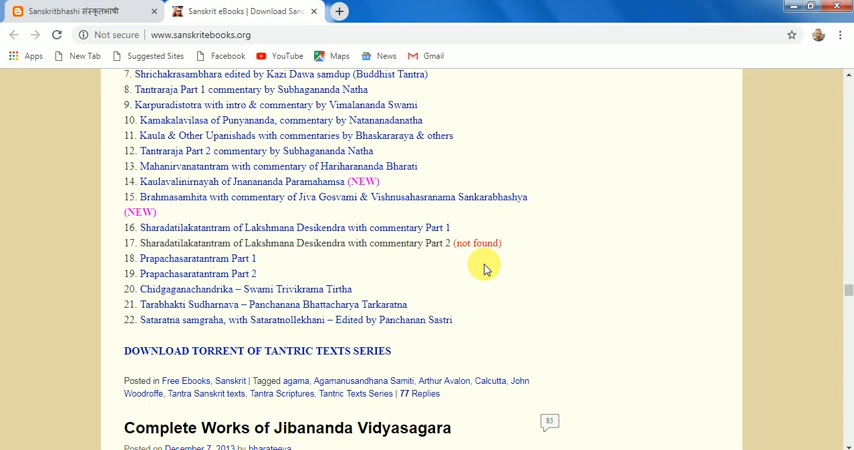 Sanskritbhashi संस्कृतभाषी
Sanskrit eBooks | Download Sans
Not secure | www.sanskritebooks.org
Apps New Tab Suggested Sites Facebook YouTube Maps News Gmail
7. Shrichakrasambhara edited by Kazi Dawa samdup (Buddhist Tantra)
8. Tantraraja Part 1 commentary by Subhagananda Natha
9. Karpuradistotra with intro & commentary by Vimalananda Swami
10. Kamakalavilasa of Punyananda, commentary by Natananadanatha
11. Kaula & Other Upanishads with commentaries by Bhaskararaya & others
12. Tantraraja Part 2 commentary by Subhagananda Natha
13. Mahanirvanatantram with commentary of Hariharananda Bharati
14. Kaulavalinirnayah of Jnanananda Paramahamsa (NEW)
15. Brahmasamhita with commentary of Jiva Gosvami & Vishnusahasranama Sankarabhashya
(NEW)
16. Sharadatilakatantram of Lakshmana Desikendra with commentary Part 1
17. Sharadatilakatantram of Lakshmana Desikendra with commentary Part 2 (not found)
18. Prapachasaratantram Part 1
19. Prapachasaratantram Part 2
20. Chidgaganachandrika – Swami Trivikrama Tirtha
21. Tarabhakti Sudharnava – Panchanana Bhattacharya Tarkaratna
22. Sataratna samgraha, with Sataratnollekhani – Edited by Panchanan Sastri
DOWNLOAD TORRENT OF TANTRIC TEXTS SERIES
Posted in Free Ebooks, Sanskrit | Tagged agama, Agamanusandhana Samiti, Arthur Avalon, Calcutta, John
Woodroffe, Tantra Sanskrit texts, Tantra Scriptures, Tantric Texts Series | 77 Replies
Complete Works of Jibananda Vidyasagara
83
Posted on December 7, 2013 by bharateeya